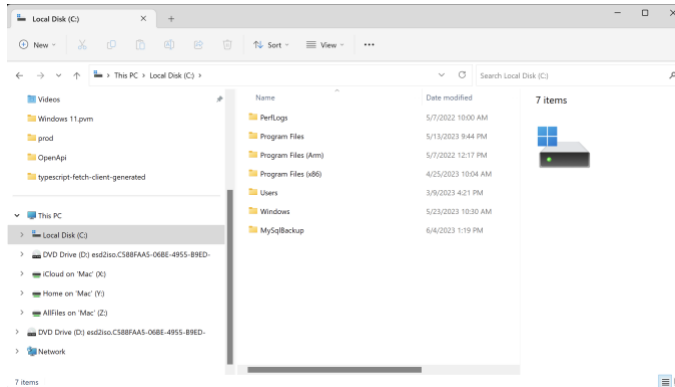 Local Disk (C:)
New
Sort
View
This PC
Local Disk (C:)
Search Local Disk (C:)
Videos
Windows 11.pvm
prod
OpenApi
typescript-fetch-client-generated
This PC
Local Disk (C:)
DVD Drive (D:) esd2iso.C588FAA5-06BE-4955-B9ED-
iCloud on 'Mac' (X:)
Home on 'Mac' (Y:)
AllFiles on 'Mac' (Z:)
DVD Drive (D:) esd2iso.C588FAA5-06BE-4955-B9ED-
Network
Name Date modified
PerfLogs 5/7/2022 10:00 AM
Program Files 5/13/2023 9:44 PM
Program Files (Arm) 5/7/2022 12:17 PM
Program Files (x86) 4/25/2023 10:04 AM
Users 3/9/2023 4:21 PM
Windows 5/23/2023 10:30 AM
MySqlBackup 6/4/2023 1:19 PM
7 items
7 items